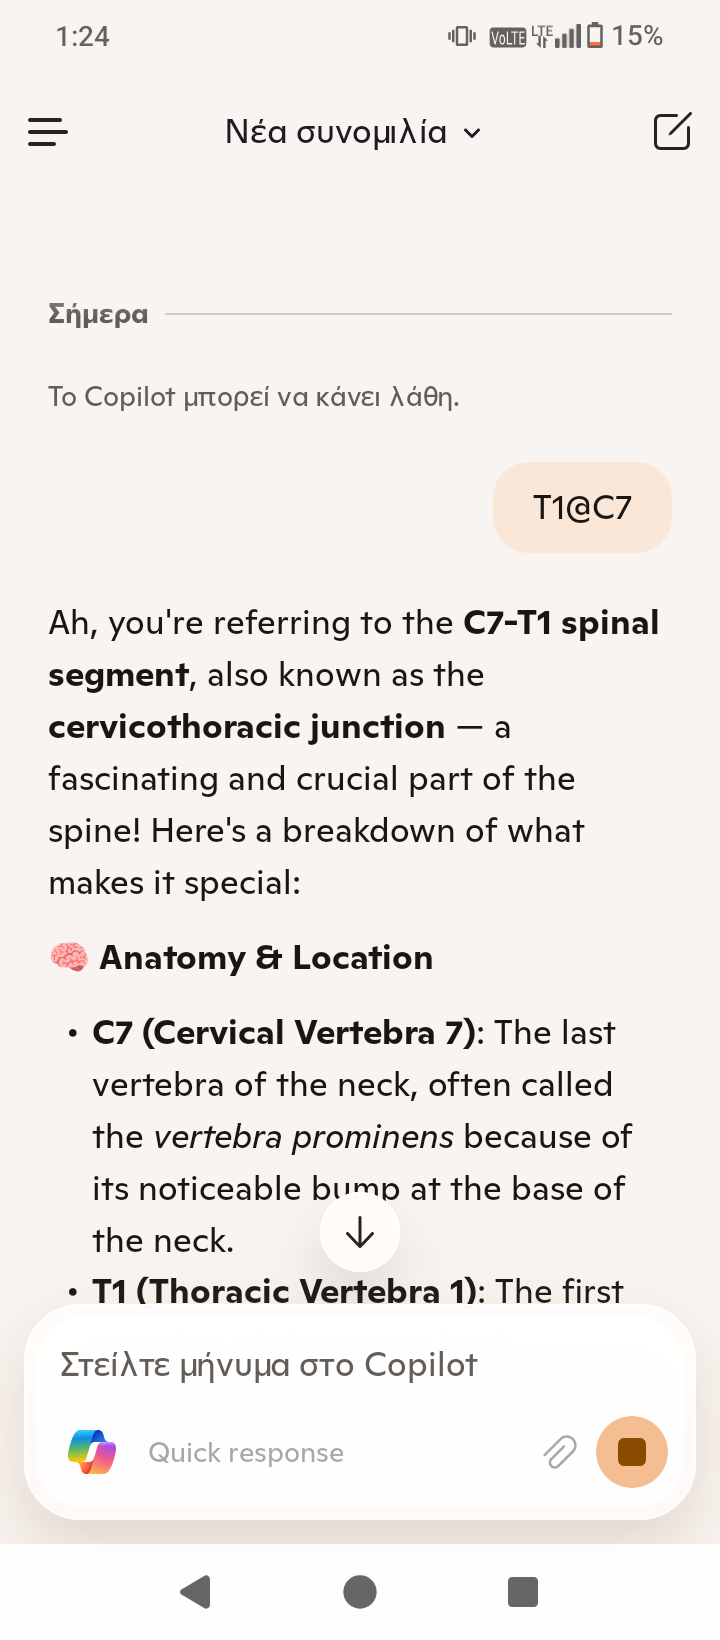 1:24
VoLTE LTE 15%
Νέα συνομιλία
Σήμερα
Το Copilot μπορεί να κάνει λάθη.
T1@C7
Ah, you're referring to the C7-T1 spinal
segment, also known as the
cervicothoracic junction — a
fascinating and crucial part of the
spine! Here's a breakdown of what
makes it special:
🧠 Anatomy & Location
• C7 (Cervical Vertebra 7): The last
vertebra of the neck, often called
the vertebra prominens because of
its noticeable bump at the base of
the neck.
• T1 (Thoracic Vertebra 1): The first
Στείλτε μήνυμα στο Copilot
Quick response